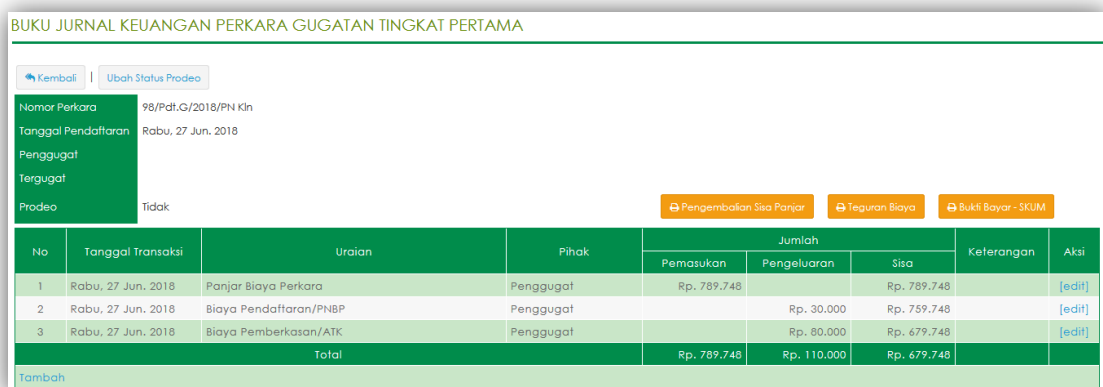 BUKU JURNAL KEUANGAN PERKARA GUGATAN TINGKAT PERTAMA
Kembali | Ubah Status Prodeo
Nomor Perkara 98/Pdt.G/2018/PN Kln
Tanggal Pendaftaran Rabu, 27 Jun. 2018
Penggugat
Tergugat
Prodeo Tidak Pengembalian Sisa Panjar Teguran Biaya Bukti Bayar - SKUM
No Tanggal Transaksi Uraian Pihak Jumlah Keterangan Aksi
Pemasukan Pengeluaran Sisa
1 Rabu, 27 Jun. 2018 Panjar Biaya Perkara Penggugat Rp. 789.748 Rp. 789.748 [edit]
2 Rabu, 27 Jun. 2018 Biaya Pendaftaran/PNBP Penggugat Rp. 30.000 Rp. 759.748 [edit]
3 Rabu, 27 Jun. 2018 Biaya Pemberkasan/ATK Penggugat Rp. 80.000 Rp. 679.748 [edit]
Total Rp. 789.748 Rp. 110.000 Rp. 679.748
Tambah